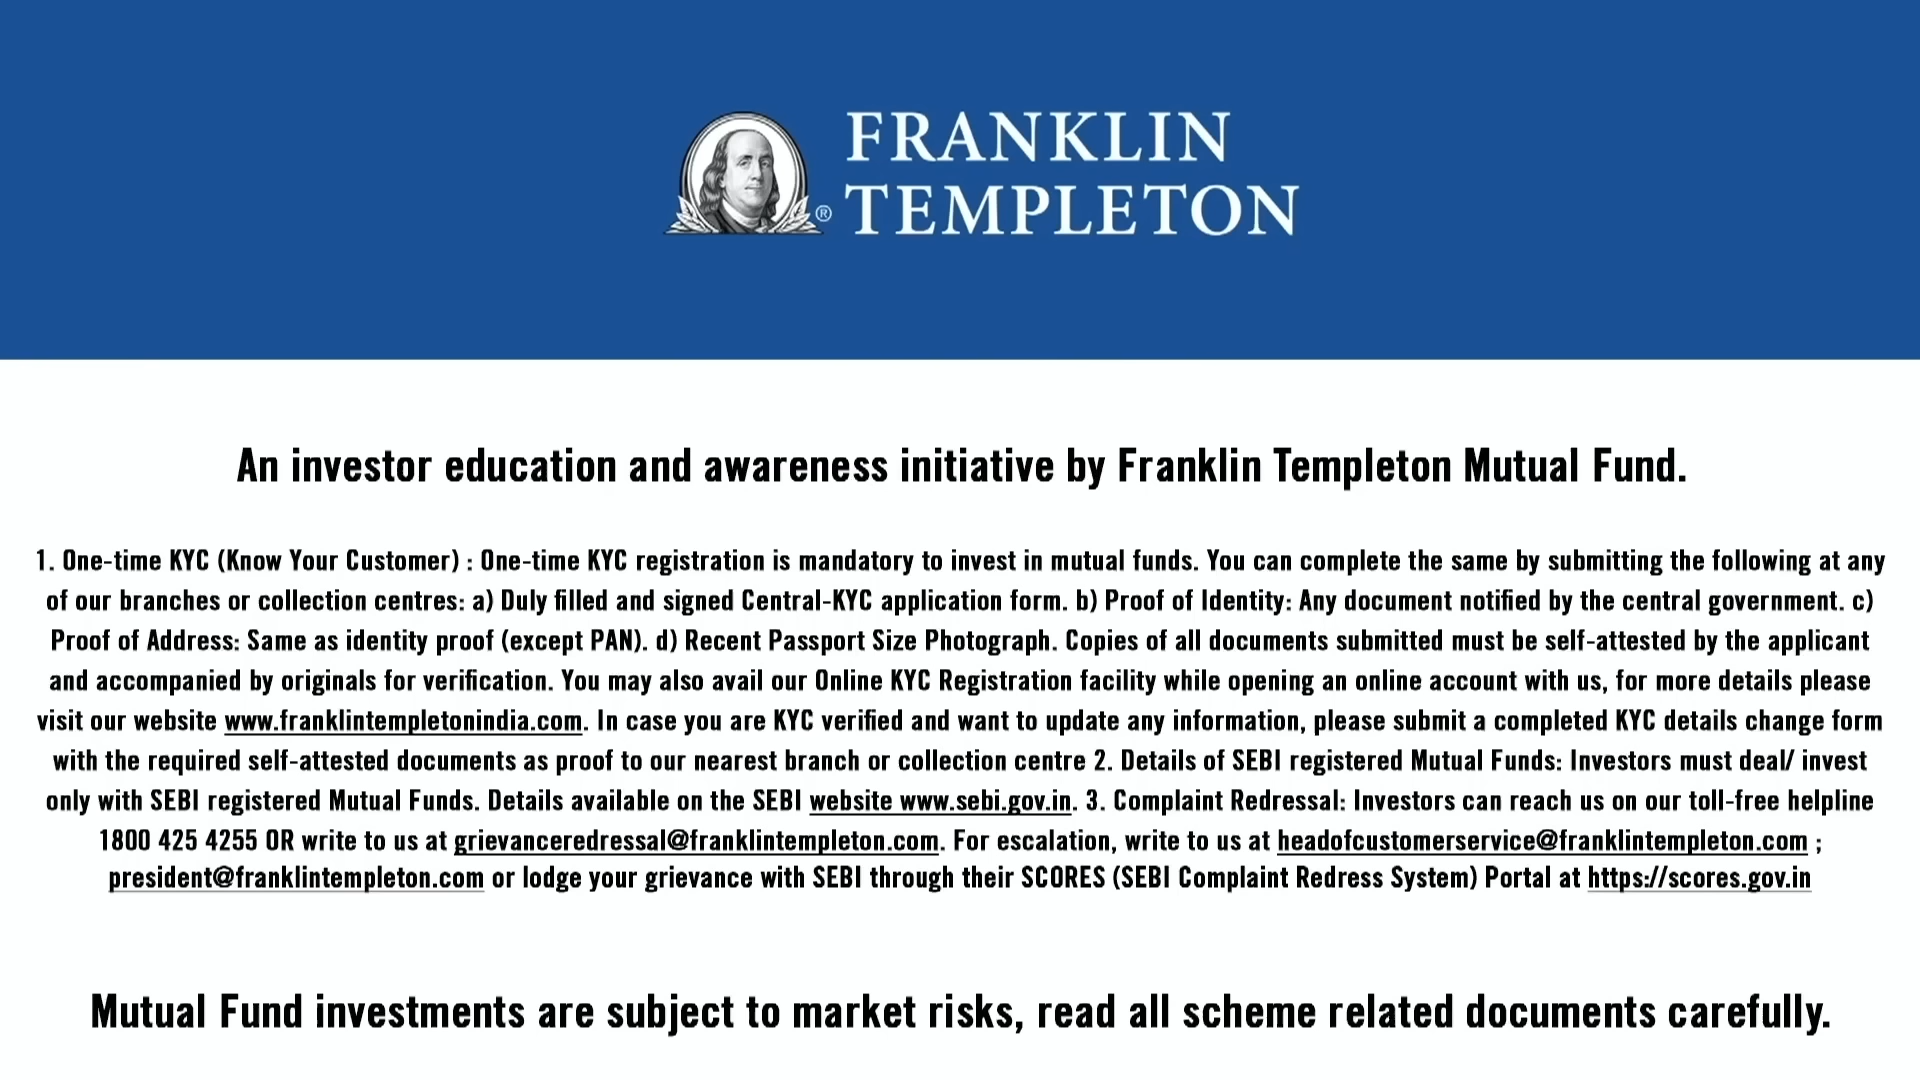 FRANKLIN
TEMPLETON
®
An investor education and awareness initiative by Franklin Templeton Mutual Fund.
1. One-time KYC (Know Your Customer) : One-time KYC registration is mandatory to invest in mutual funds. You can complete the same by submitting the following at any
of our branches or collection centres: a) Duly filled and signed Central-KYC application form. b) Proof of Identity: Any document notified by the central government. c)
Proof of Address: Same as identity proof (except PAN). d) Recent Passport Size Photograph. Copies of all documents submitted must be self-attested by the applicant
and accompanied by originals for verification. You may also avail our Online KYC Registration facility while opening an online account with us, for more details please
visit our website www.franklintempletonindia.com. In case you are KYC verified and want to update any information, please submit a completed KYC details change form
with the required self-attested documents as proof to our nearest branch or collection centre 2. Details of SEBI registered Mutual Funds: Investors must deal/ invest
only with SEBI registered Mutual Funds. Details available on the SEBI website www.sebi.gov.in. 3. Complaint Redressal: Investors can reach us on our toll-free helpline
1800 425 4255 OR write to us at grievanceredressal@franklintempleton.com. For escalation, write to us at headofcustomerservice@franklintempleton.com ;
president@franklintempleton.com or lodge your grievance with SEBI through their SCORES (SEBI Complaint Redress System) Portal at https://scores.gov.in
Mutual Fund investments are subject to market risks, read all scheme related documents carefully.